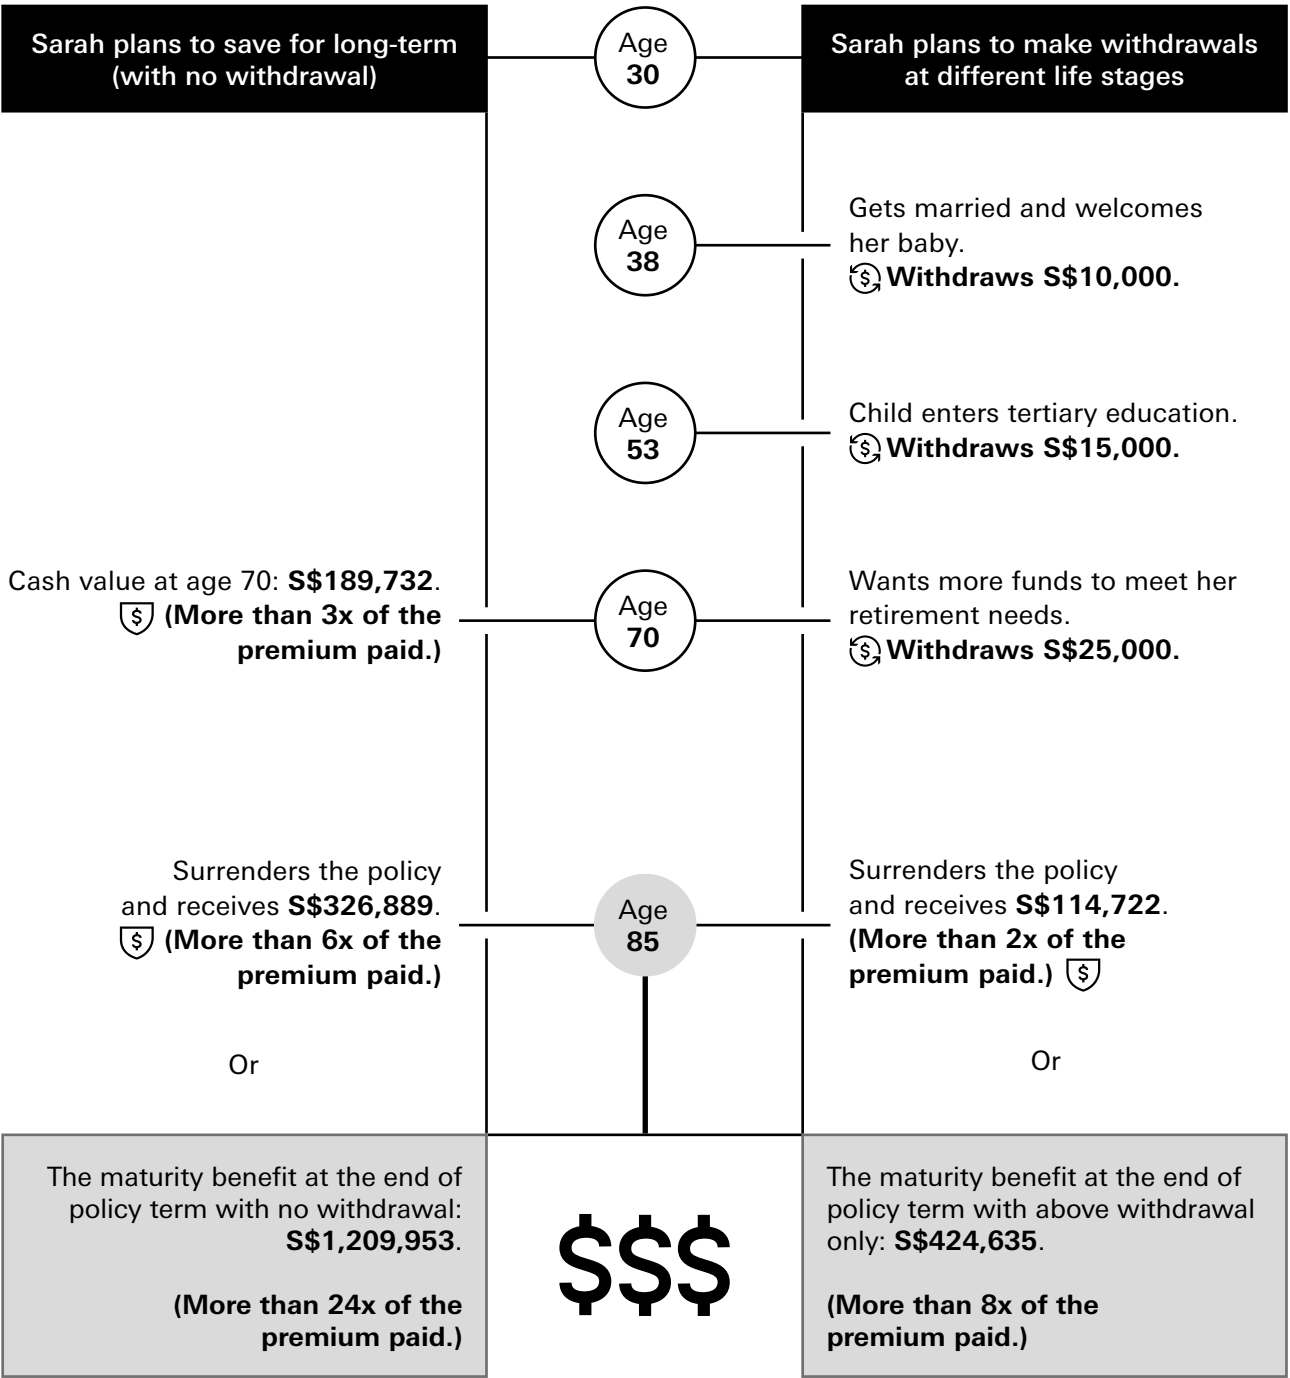 Sarah plans to save for long-term
(with no withdrawal)
Age
30
Sarah plans to make withdrawals
at different life stages
Age
38
Gets married and welcomes
her baby.
$ Withdraws S$10,000.
Age
53
Child enters tertiary education.
$ Withdraws S$15,000.
Cash value at age 70: S$189,732.
$ (More than 3x of the
premium paid.)
Age
70
Wants more funds to meet her
retirement needs.
$ Withdraws S$25,000.
Surrenders the policy
and receives S$326,889.
$ (More than 6x of the
premium paid.)
Age
85
Surrenders the policy
and receives S$114,722.
(More than 2x of the
premium paid.) $
Or
Or
The maturity benefit at the end of
policy term with no withdrawal:
S$1,209,953.
(More than 24x of the
premium paid.)
$$$
The maturity benefit at the end of
policy term with above withdrawal
only: S$424,635.
(More than 8x of the
premium paid.)